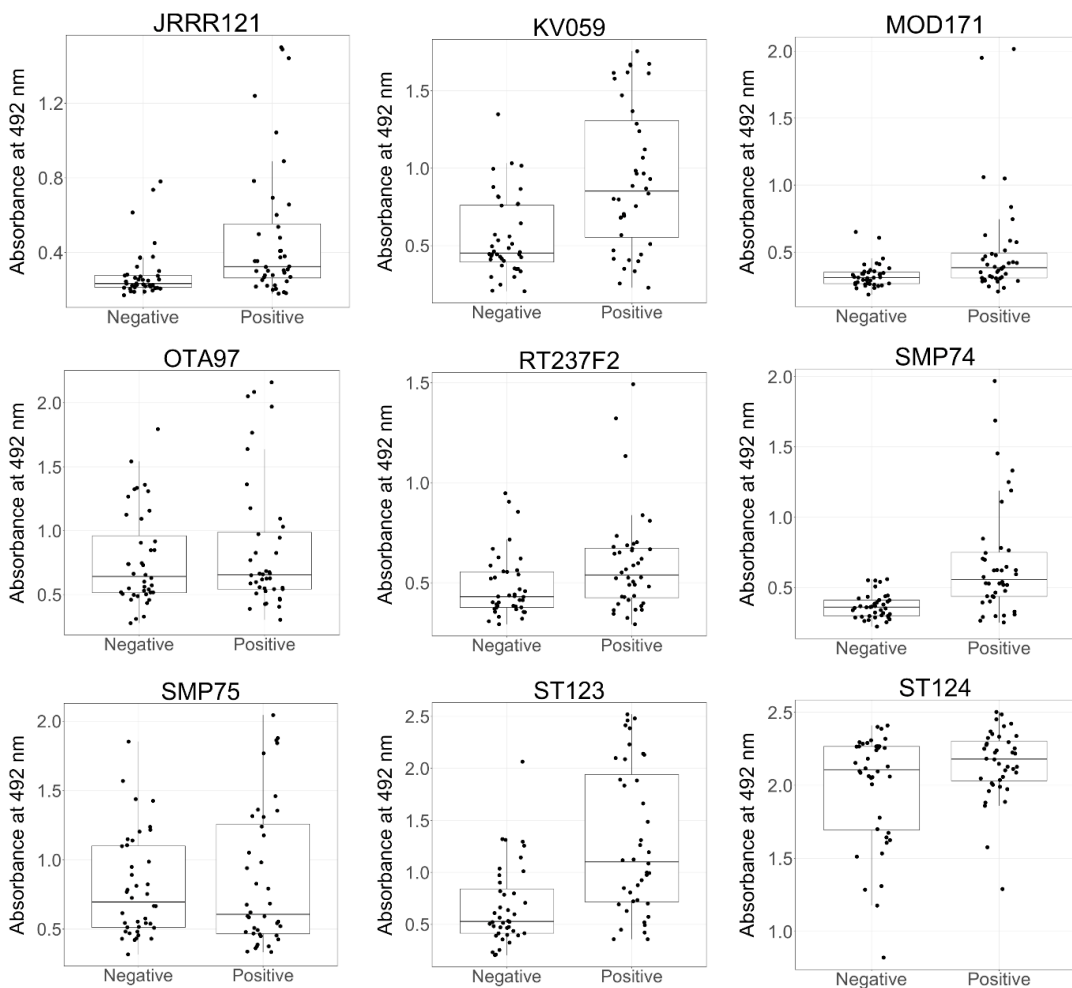 JRRR121
Absorbance at 492 nm
1.2
0.8
0.4
Negative
Positive
KV059
Absorbance at 492 nm
1.5
1.0
0.5
Negative
Positive
MOD171
Absorbance at 492 nm
2.0
1.5
1.0
0.5
Negative
Positive
OTA97
Absorbance at 492 nm
2.0
1.5
1.0
0.5
Negative
Positive
RT237F2
Absorbance at 492 nm
1.5
1.0
0.5
Negative
Positive
SMP74
Absorbance at 492 nm
2.0
1.5
1.0
0.5
Negative
Positive
SMP75
Absorbance at 492 nm
2.0
1.5
1.0
0.5
Negative
Positive
ST123
Absorbance at 492 nm
2.5
2.0
1.5
1.0
0.5
Negative
Positive
ST124
Absorbance at 492 nm
2.5
2.0
1.5
1.0
Negative
Positive